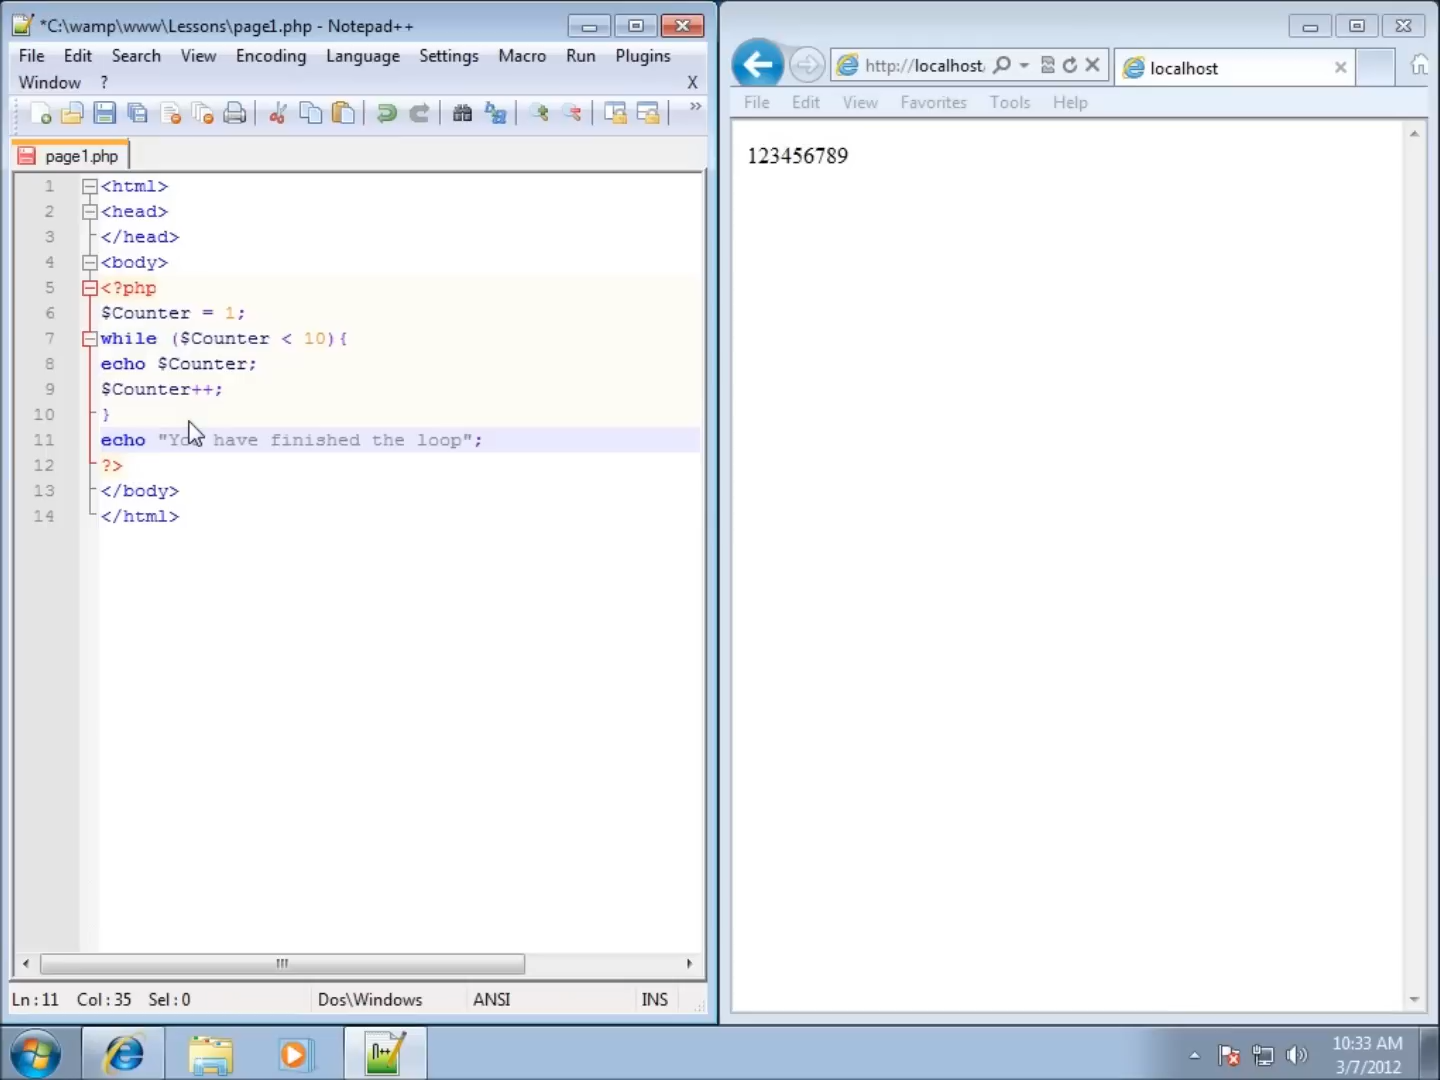 *C:\wamp\www\Lessons\page1.php - Notepad++
File Edit Search View Encoding Language Settings Macro Run Plugins
Window ? X
page1.php
1 <html>
2 <head>
3 </head>
4 <body>
5 <?php
6 $Counter = 1;
7 while ($Counter < 10){
8 echo $Counter;
9 $Counter++;
10 }
11 echo "You have finished the loop";
12 ?>
13 </body>
14 </html>
Ln : 11 Col : 35 Sel : 0 Dos\Windows ANSI INS
http://localhost
localhost
File Edit View Favorites Tools Help
123456789
10:33 AM
3/7/2012